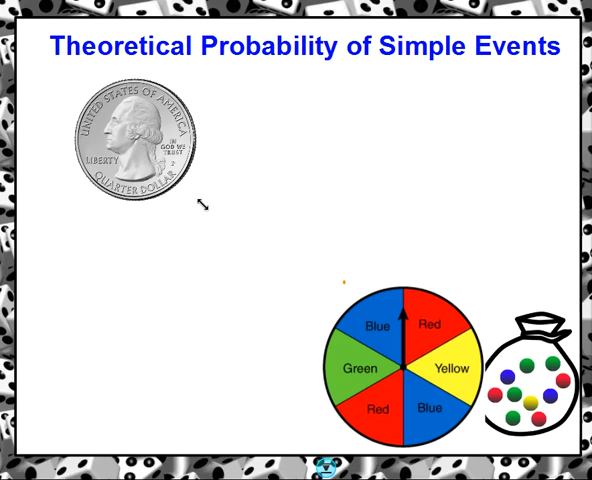 Theoretical Probability of Simple Events
UNITED STATES OF AMERICA
IN
GOD WE
TRUST
LIBERTY
QUARTER DOLLAR
Blue
Red
Green
Yellow
Red
Blue